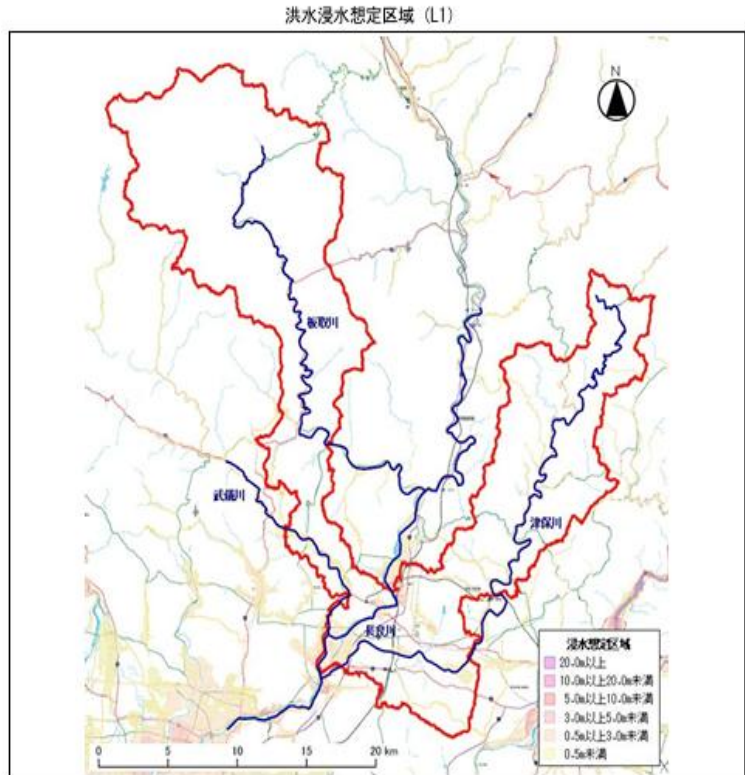 洪水浸水想定区域 (L1)
N
板取川
武儀川
津保川
長良川
浸水想定区域
20.0m以上
10.0m以上20.0m未満
5.0m以上10.0m未満
3.0m以上5.0m未満
0.5m以上3.0m未満
0.5m未満
0 5 10 15 20 km